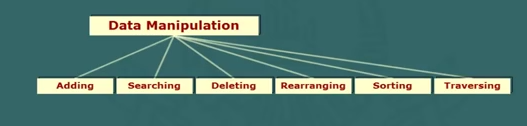 Data Manipulation
Adding Searching Deleting Rearranging Sorting Traversing